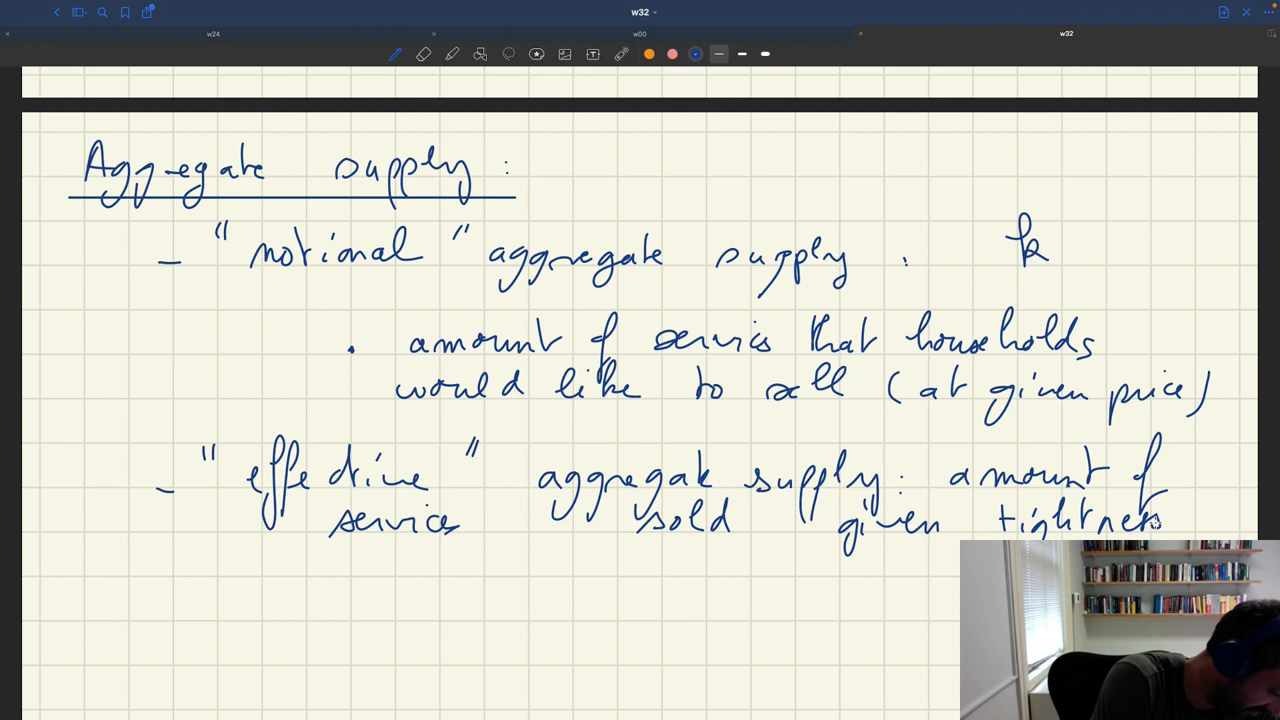 w32
w24
w00
w32
Aggregate supply :
- "notional" aggregate supply : k
. amount of services that households
would like to sell (at given price)
- "effective" aggregate supply : amount of
services sold given tightness